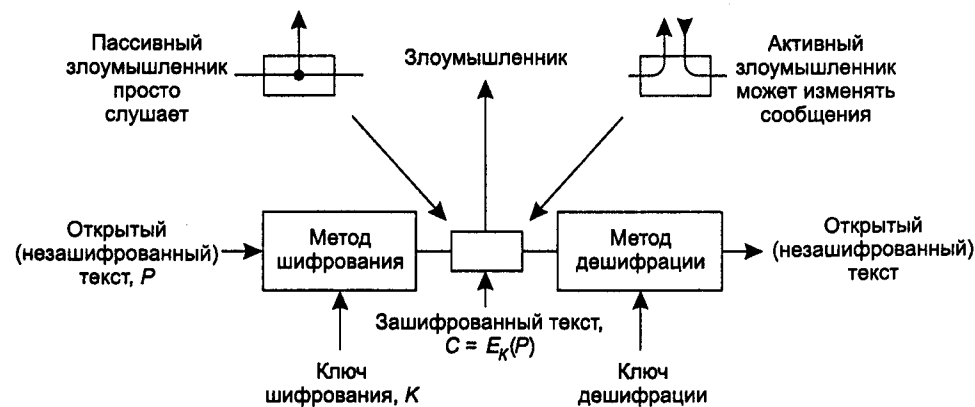 Пассивный
злоумышленник
просто
слушает
Злоумышленник
Активный
злоумышленник
может изменять
сообщения
Открытый
(незашифрованный)
текст, P
Метод
шифрования
Метод
дешифрации
Открытый
(незашифрованный)
текст
Зашифрованный текст,
C = E_K(P)
Ключ
шифрования, K
Ключ
дешифрации